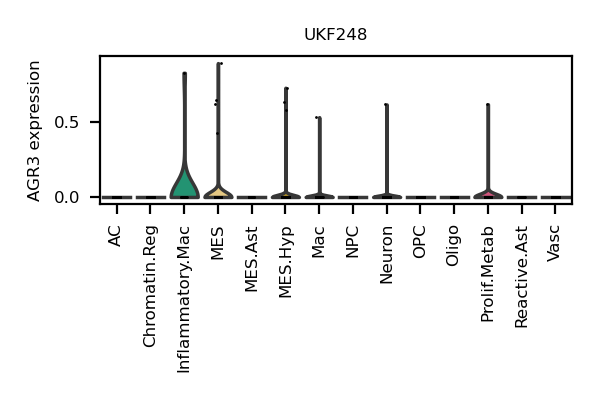 UKF248
AGR3 expression
0.5
0.0
AC
Chromatin.Reg
Inflammatory.Mac
MES
MES.Ast
MES.Hyp
Mac
NPC
Neuron
OPC
Oligo
Prolif.Metab
Reactive.Ast
Vasc